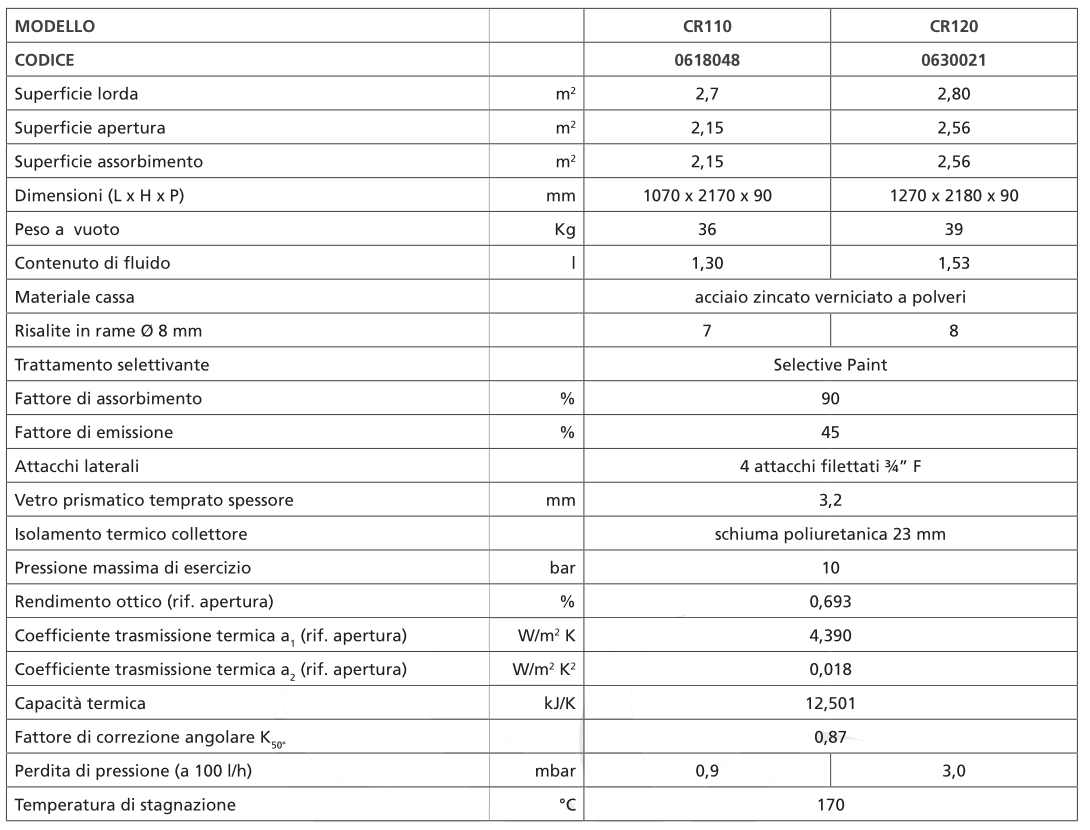 MODELLO CR110 CR120
CODICE 0618048 0630021
Superficie lorda m² 2,7 2,80
Superficie apertura m² 2,15 2,56
Superficie assorbimento m² 2,15 2,56
Dimensioni (L x H x P) mm 1070 x 2170 x 90 1270 x 2180 x 90
Peso a vuoto Kg 36 39
Contenuto di fluido l 1,30 1,53
Materiale cassa acciaio zincato verniciato a polveri
Risalite in rame Ø 8 mm 7 8
Trattamento selettivante Selective Paint
Fattore di assorbimento % 90
Fattore di emissione % 45
Attacchi laterali 4 attacchi filettati ¾” F
Vetro prismatico temprato spessore mm 3,2
Isolamento termico collettore schiuma poliuretanica 23 mm
Pressione massima di esercizio bar 10
Rendimento ottico (rif. apertura) % 0,693
Coefficiente trasmissione termica a₁ (rif. apertura) W/m² K 4,390
Coefficiente trasmissione termica a₂ (rif. apertura) W/m² K² 0,018
Capacità termica kJ/K 12,501
Fattore di correzione angolare K₅₀° 0,87
Perdita di pressione (a 100 l/h) mbar 0,9 3,0
Temperatura di stagnazione °C 170